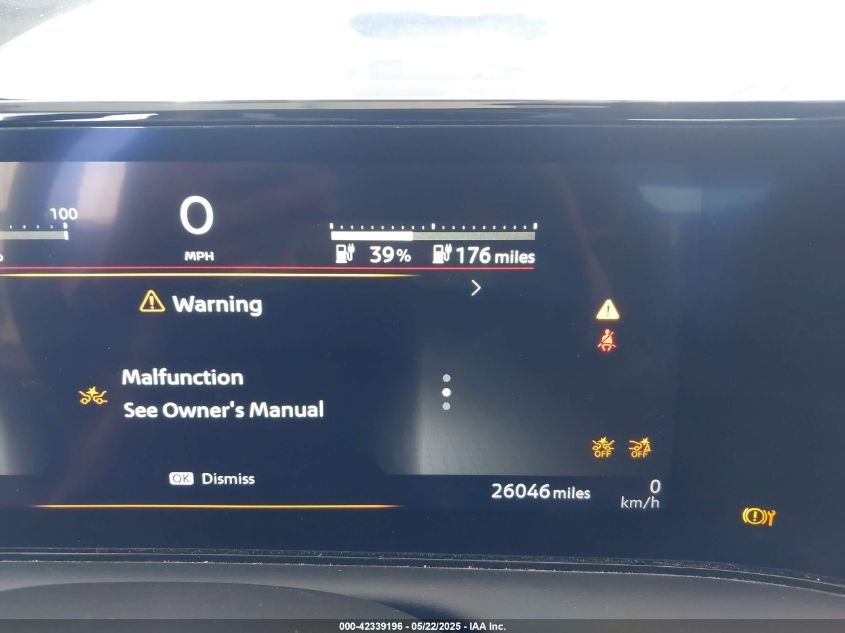 100
0
MPH
39% 176 miles
Warning
Malfunction
See Owner's Manual
OFF OFF
OK Dismiss
26046 miles
0
km/h
000-42339196 - 05/22/2025 - IAA Inc.